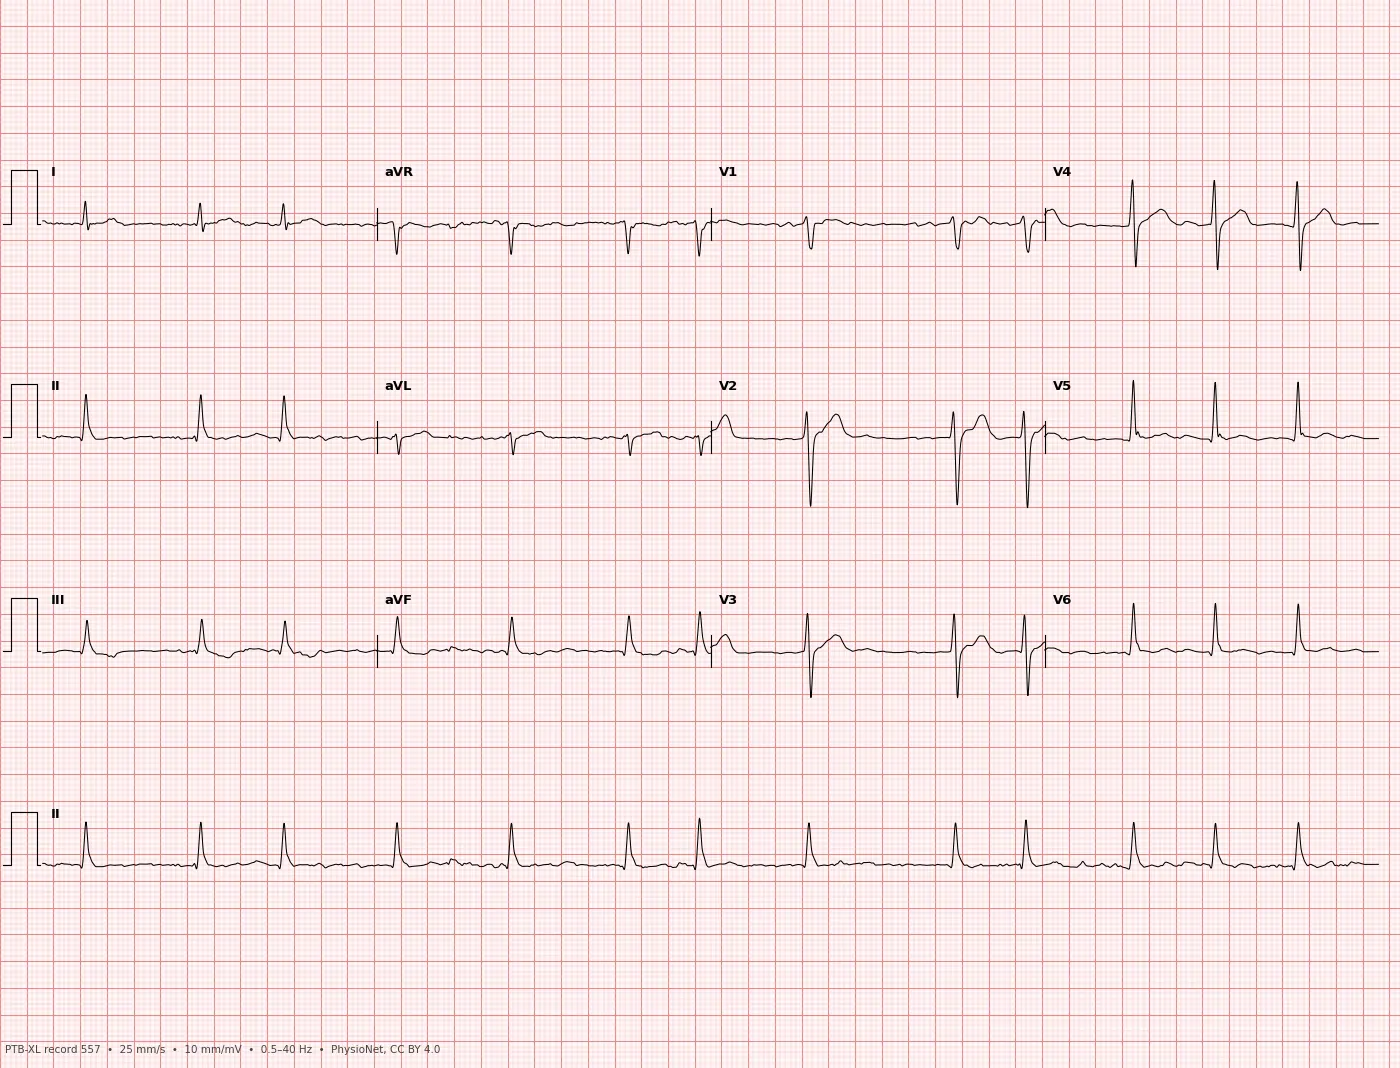 I aVR V1 V4
II aVL V2 V5
III aVF V3 V6
II
PTB-XL record 557 • 25 mm/s • 10 mm/mV • 0.5–40 Hz • PhysioNet, CC BY 4.0